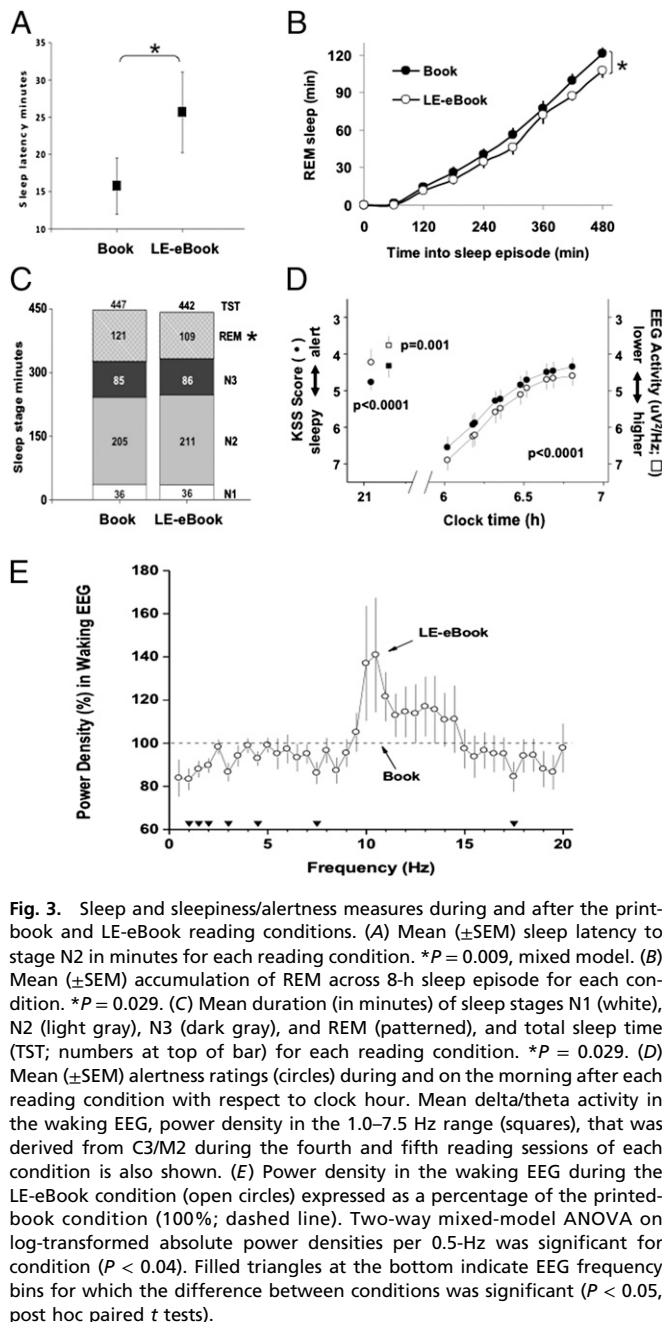 A
*
Sleep latency minutes
35
30
25
20
15
10
Book LE-eBook
B
REM sleep (min)
120
90
60
30
0
Book
LE-eBook
*
0 120 240 360 480
Time into sleep episode (min)
C
Sleep stage minutes
450
300
150
0
447 442 TST
121 109 REM *
85 86 N3
205 211 N2
36 36 N1
Book LE-eBook
D
KSS Score ( • )
sleepy alert
3
4
5
6
7
p=0.001
p<0.0001
p<0.0001
3
4
5
6
7
EEG Activity (uV²/Hz; □)
higher lower
21 6 6.5 7
Clock time (h)
E
Power Density (%) in Waking EEG
180
160
140
120
100
80
60
LE-eBook
Book
0 5 10 15 20
Frequency (Hz)
Fig. 3. Sleep and sleepiness/alertness measures during and after the print-
book and LE-eBook reading conditions. (A) Mean (±SEM) sleep latency to
stage N2 in minutes for each reading condition. *P = 0.009, mixed model. (B)
Mean (±SEM) accumulation of REM across 8-h sleep episode for each con-
dition. *P = 0.029. (C) Mean duration (in minutes) of sleep stages N1 (white),
N2 (light gray), N3 (dark gray), and REM (patterned), and total sleep time
(TST; numbers at top of bar) for each reading condition. *P = 0.029. (D)
Mean (±SEM) alertness ratings (circles) during and on the morning after each
reading condition with respect to clock hour. Mean delta/theta activity in
the waking EEG, power density in the 1.0–7.5 Hz range (squares), that was
derived from C3/M2 during the fourth and fifth reading sessions of each
condition is also shown. (E) Power density in the waking EEG during the
LE-eBook condition (open circles) expressed as a percentage of the printed-
book condition (100%; dashed line). Two-way mixed-model ANOVA on
log-transformed absolute power densities per 0.5-Hz was significant for
condition (P < 0.04). Filled triangles at the bottom indicate EEG frequency
bins for which the difference between conditions was significant (P < 0.05,
post hoc paired t tests).